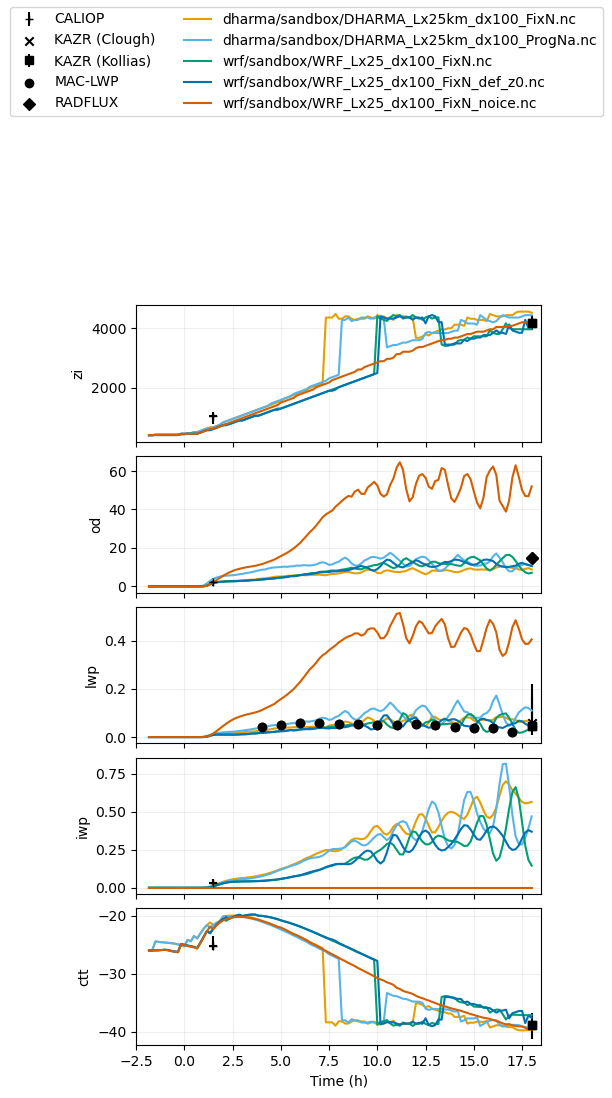 CALIOP
KAZR (Clough)
KAZR (Kollias)
MAC-LWP
RADFLUX
dharma/sandbox/DHARMA_Lx25km_dx100_FixN.nc
dharma/sandbox/DHARMA_Lx25km_dx100_ProgNa.nc
wrf/sandbox/WRF_Lx25_dx100_FixN.nc
wrf/sandbox/WRF_Lx25_dx100_FixN_def_z0.nc
wrf/sandbox/WRF_Lx25_dx100_FixN_noice.nc
4000
2000
zi
60
40
20
0
od
0.4
0.2
0.0
lwp
0.75
0.50
0.25
0.00
iwp
−20
−30
−40
ctt
−2.5 0.0 2.5 5.0 7.5 10.0 12.5 15.0 17.5
Time (h)